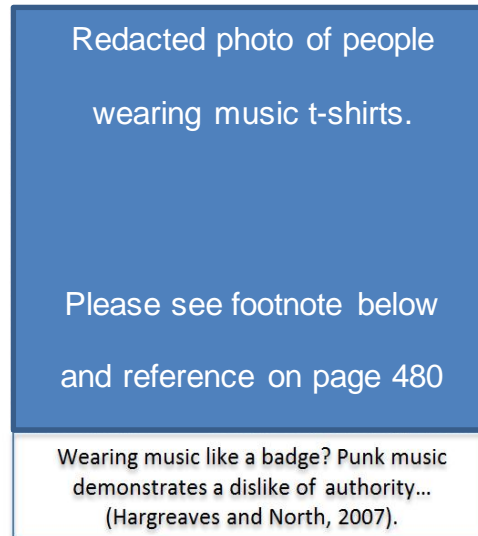 Redacted photo of people
wearing music t-shirts.
Please see footnote below
and reference on page 480
Wearing music like a badge? Punk music
demonstrates a dislike of authority…
(Hargreaves and North, 2007).